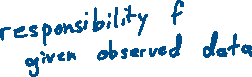 responsibility f
given observed data